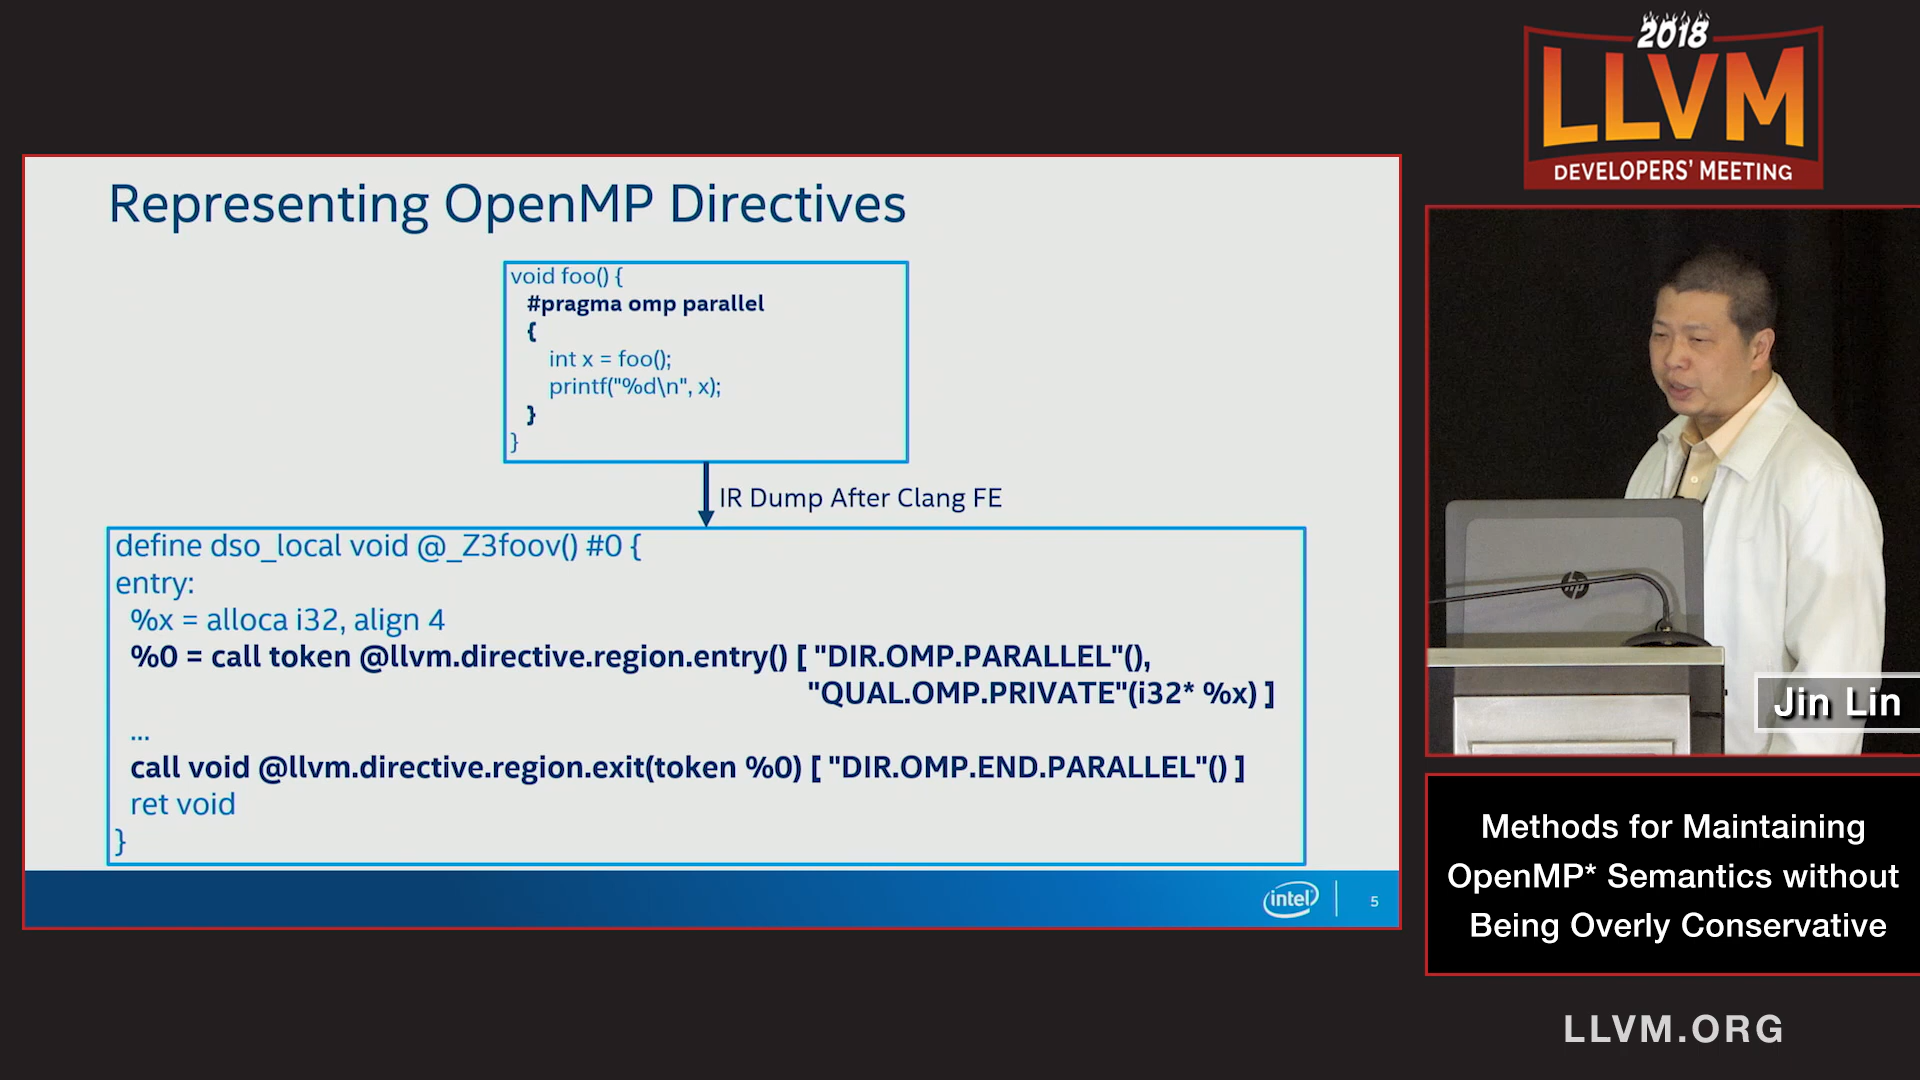 2018
LLVM
DEVELOPERS' MEETING
Representing OpenMP Directives
void foo() {
#pragma omp parallel
{
int x = foo();
printf("%d\n", x);
}
}
IR Dump After Clang FE
define dso_local void @_Z3foov() #0 {
entry:
%x = alloca i32, align 4
%0 = call token @llvm.directive.region.entry() [ "DIR.OMP.PARALLEL"(),
"QUAL.OMP.PRIVATE"(i32* %x) ]
...
call void @llvm.directive.region.exit(token %0) [ "DIR.OMP.END.PARALLEL"() ]
ret void
}
intel
5
hp
Jin Lin
Methods for Maintaining
OpenMP* Semantics without
Being Overly Conservative
LLVM.ORG